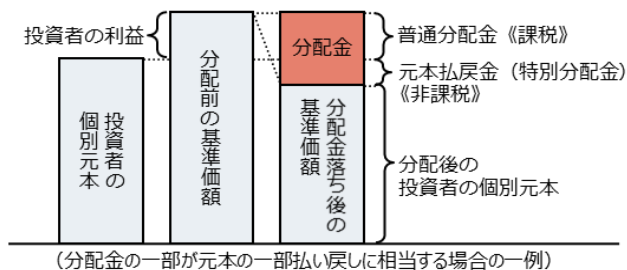 投資者の利益
投資者の
個別元本
分配前の基準価額
分配金
分配金落ち後の
基準価額
普通分配金《課税》
元本払戻金（特別分配金）
《非課税》
分配後の
投資者の個別元本
（分配金の一部が元本の一部払い戻しに相当する場合の一例）